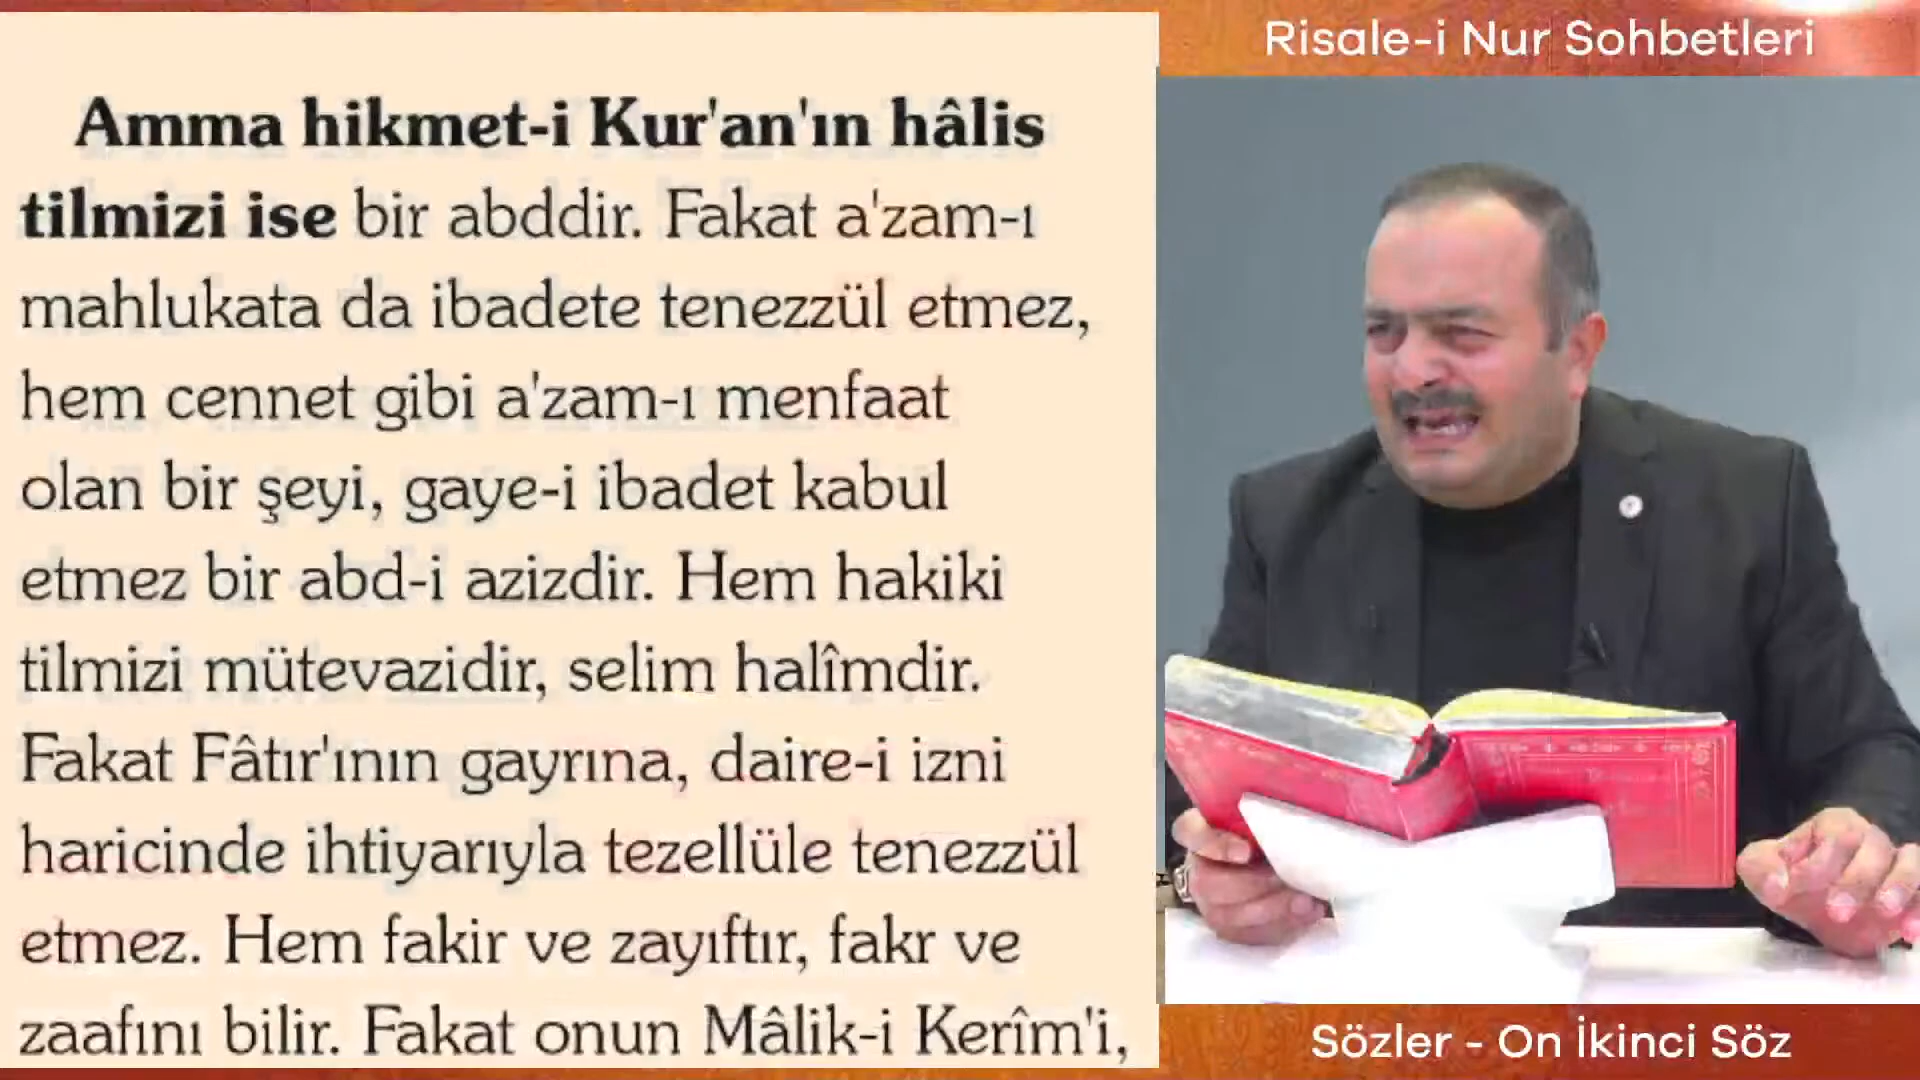 Risale-i Nur Sohbetleri
Amma hikmet-i Kur'an'ın hâlis
tilmizi ise bir abddir. Fakat a'zam-ı
mahlukata da ibadete tenezzül etmez,
hem cennet gibi a'zam-ı menfaat
olan bir şeyi, gaye-i ibadet kabul
etmez bir abd-i azizdir. Hem hakiki
tilmizi mütevazidir, selim halîmdir.
Fakat Fâtır'ının gayrına, daire-i izni
haricinde ihtiyarıyla tezellüle tenezzül
etmez. Hem fakir ve zayıftır, fakr ve
zaafını bilir. Fakat onun Mâlik-i Kerîm'i,
Sözler - On İkinci Söz